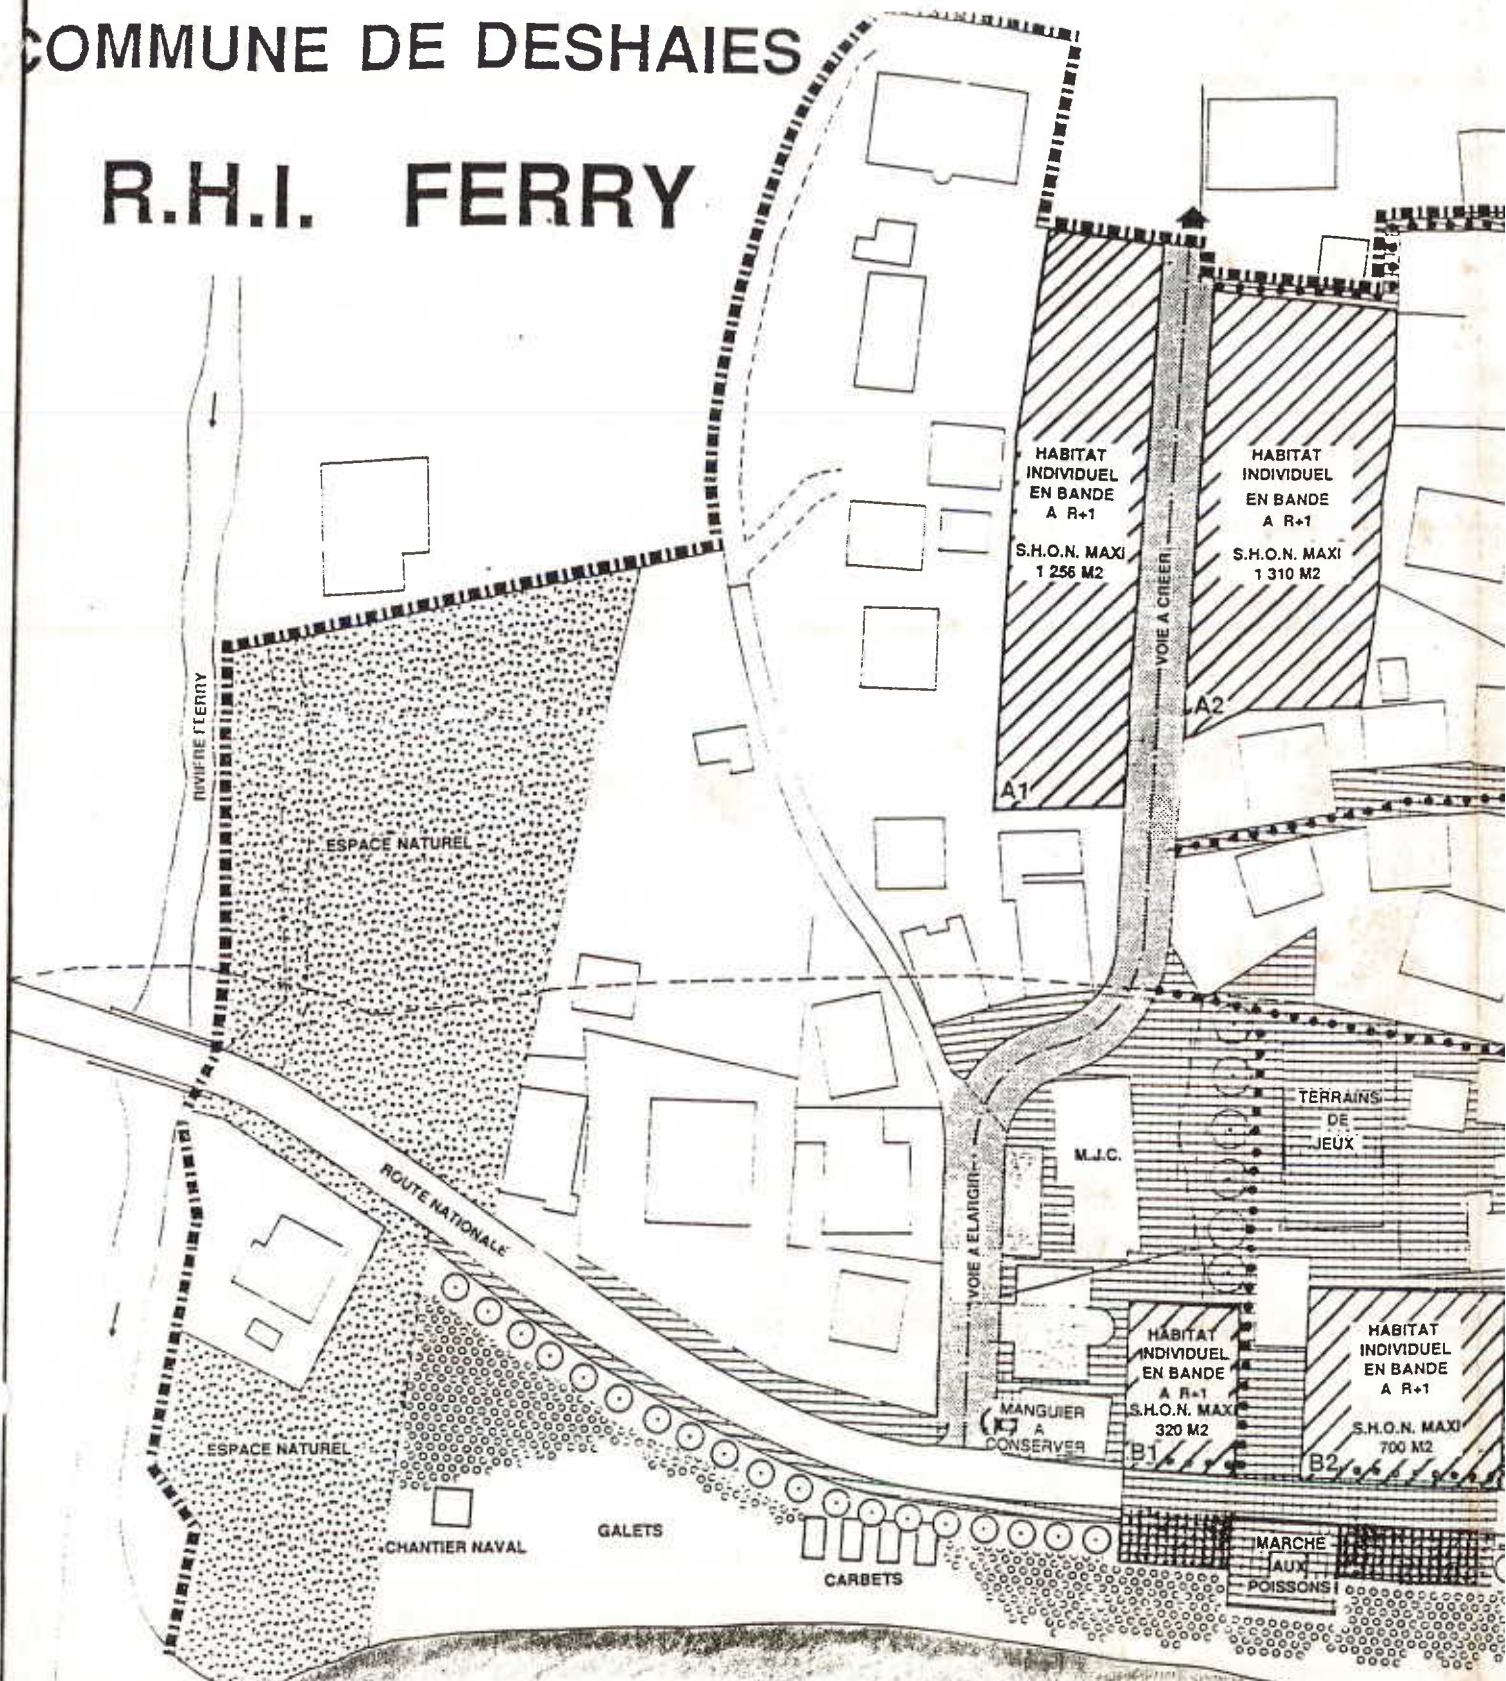 COMMUNE DE DESHAIES
R.H.I. FERRY
HABITAT
INDIVIDUEL
EN BANDE
A R+1
S.H.O.N. MAXI
1 256 M2
A1
VOIE A CREER
HABITAT
INDIVIDUEL
EN BANDE
A R+1
S.H.O.N. MAXI
1 310 M2
A2
RIVIERE FERRY
ESPACE NATUREL
ROUTE NATIONALE
VOIE A ELARGIR
M.J.C.
TERRAINS
DE
JEUX
HABITAT
INDIVIDUEL
EN BANDE
A R+1
S.H.O.N. MAXI
320 M2
B1
HABITAT
INDIVIDUEL
EN BANDE
A R+1
S.H.O.N. MAXI
700 M2
B2
MANGUIER
A
CONSERVER
ESPACE NATUREL
CHANTIER NAVAL
GALETS
CARBETS
MARCHE
AUX
POISSONS